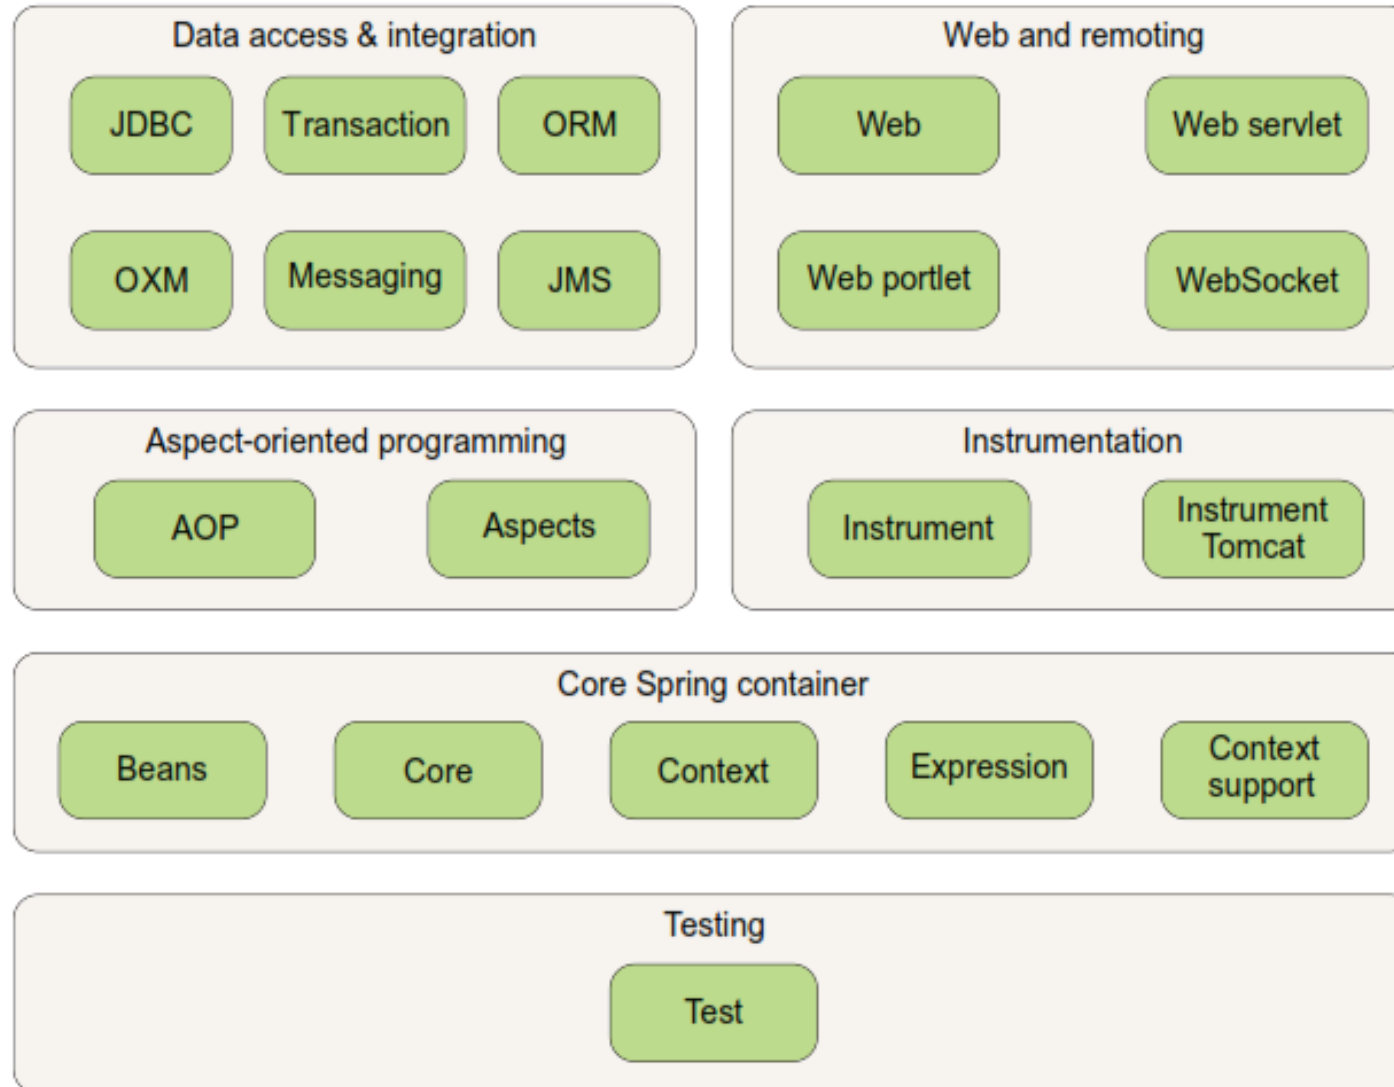 Data access & integration
JDBC
Transaction
ORM
OXM
Messaging
JMS
Web and remoting
Web
Web servlet
Web portlet
WebSocket
Aspect-oriented programming
AOP
Aspects
Instrumentation
Instrument
Instrument
Tomcat
Core Spring container
Beans
Core
Context
Expression
Context
support
Testing
Test